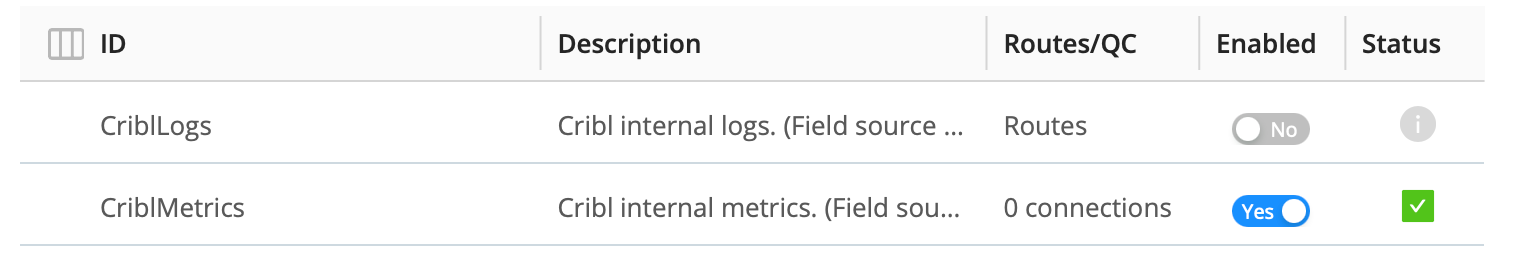 ID Description Routes/QC Enabled Status
CriblLogs Cribl internal logs. (Field source ... Routes No
CriblMetrics Cribl internal metrics. (Field sou... 0 connections Yes